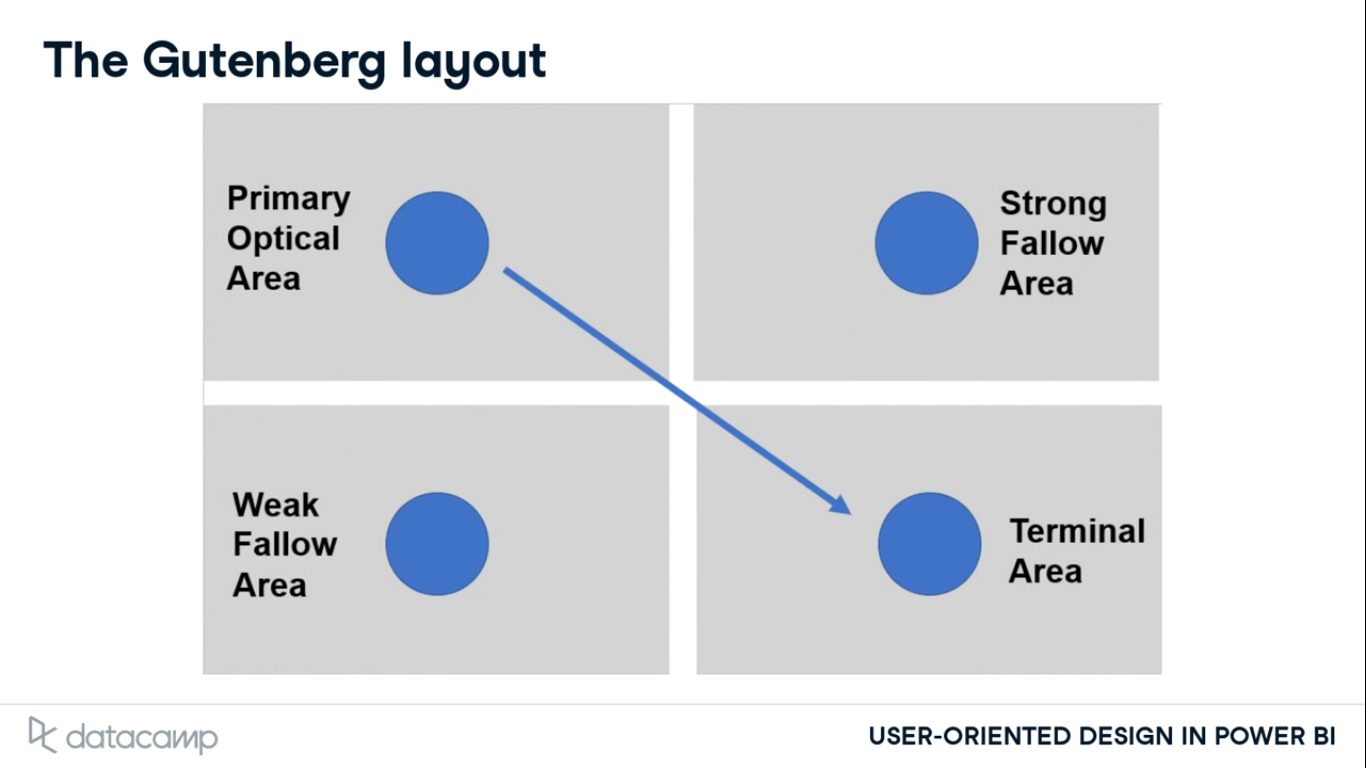 The Gutenberg layout
Primary
Optical
Area
Strong
Fallow
Area
Weak
Fallow
Area
Terminal
Area
datacamp
USER-ORIENTED DESIGN IN POWER BI